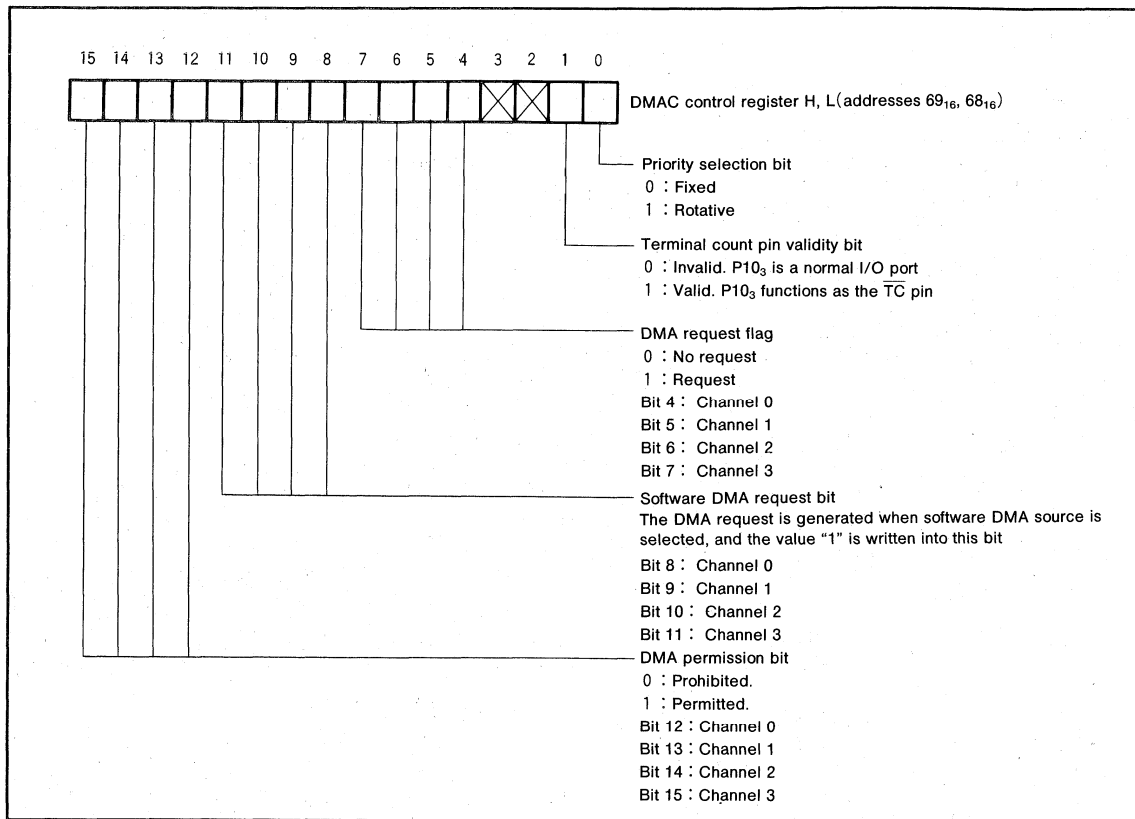 15 14 13 12 11 10 9 8 7 6 5 4 3 2 1 0
DMAC control register H, L(addresses 69₁₆, 68₁₆)
Priority selection bit
0 : Fixed
1 : Rotative
Terminal count pin validity bit
0 : Invalid. P10₃ is a normal I/O port
1 : Valid. P10₃ functions as the T̅C̅ pin
DMA request flag
0 : No request
1 : Request
Bit 4 : Channel 0
Bit 5 : Channel 1
Bit 6 : Channel 2
Bit 7 : Channel 3
Software DMA request bit
The DMA request is generated when software DMA source is
selected, and the value “1” is written into this bit
Bit 8 : Channel 0
Bit 9 : Channel 1
Bit 10 : Channel 2
Bit 11 : Channel 3
DMA permission bit
0 : Prohibited.
1 : Permitted.
Bit 12 : Channel 0
Bit 13 : Channel 1
Bit 14 : Channel 2
Bit 15 : Channel 3